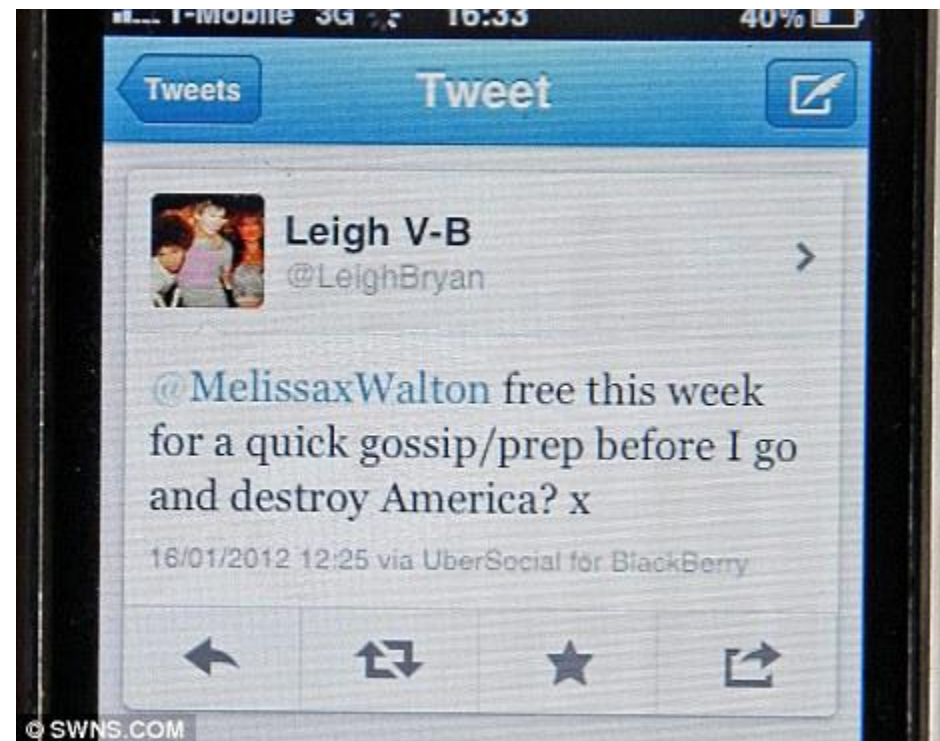 T-Mobile 3G 16:33 40%
Tweets Tweet
Leigh V-B
@LeighBryan
@MelissaxWalton free this week
for a quick gossip/prep before I go
and destroy America? x
16/01/2012 12:25 via UberSocial for BlackBerry
© SWNS.COM